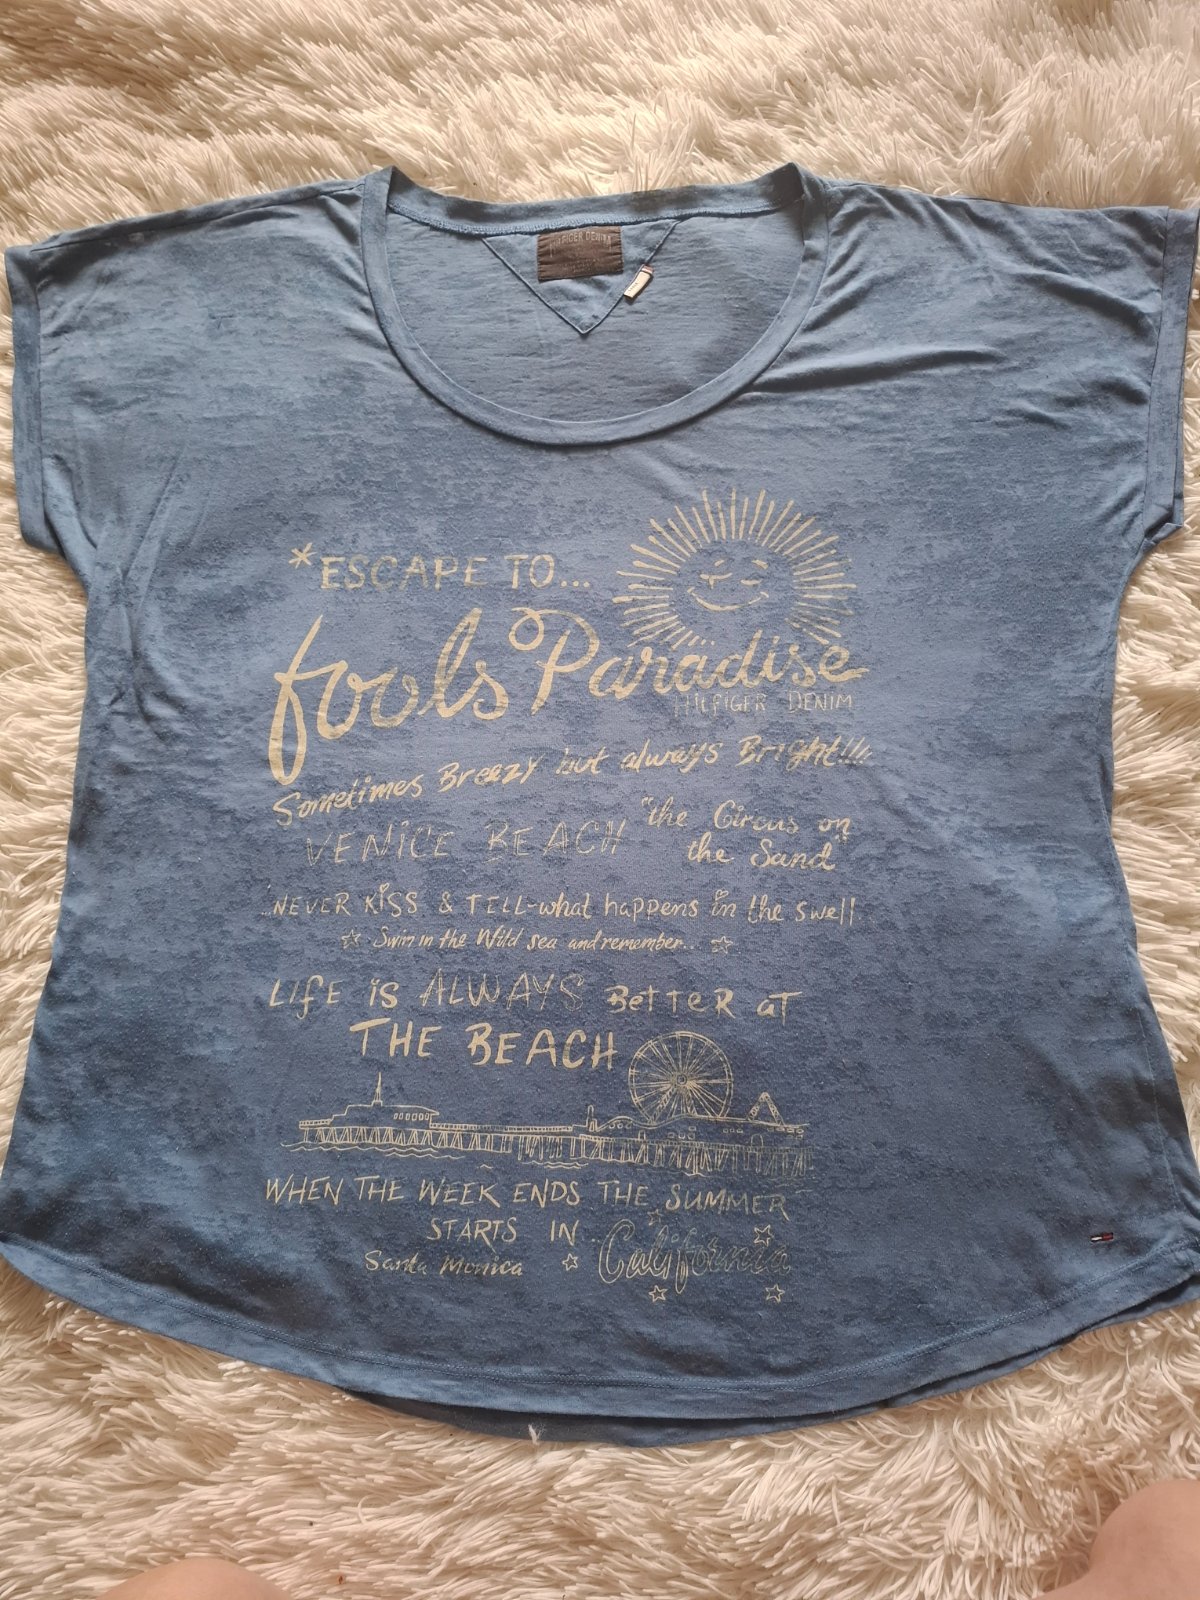 HILFIGER DENIM
*ESCAPE TO...
fools Paradise
HILFIGER DENIM
Sometimes Breezy but always Bright!!!!
VENICE BEACH "the Circus on
the Sand"
..NEVER KISS & TELL-what happens in the swell
Swim in the Wild sea and remember..
LIfE iS ALWAYS BeTTeR aT
THE BEACH
WHEN THE WEEK ENDS THE SUMMER
STARTS IN..
Santa Monica
California